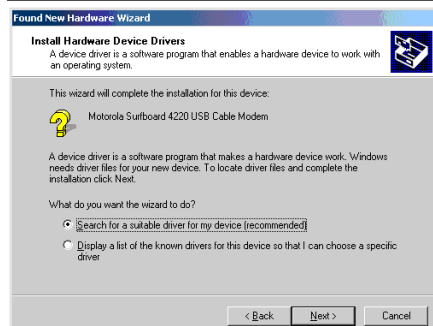 Found New Hardware Wizard
Install Hardware Device Drivers
A device driver is a software program that enables a hardware device to work with
an operating system.
This wizard will complete the installation for this device:
Motorola Surfboard 4220 USB Cable Modem
A device driver is a software program that makes a hardware device work. Windows
needs driver files for your new device. To locate driver files and complete the
installation click Next.
What do you want the wizard to do?
Search for a suitable driver for my device (recommended)
Display a list of the known drivers for this device so that I can choose a specific
driver
< Back
Next >
Cancel